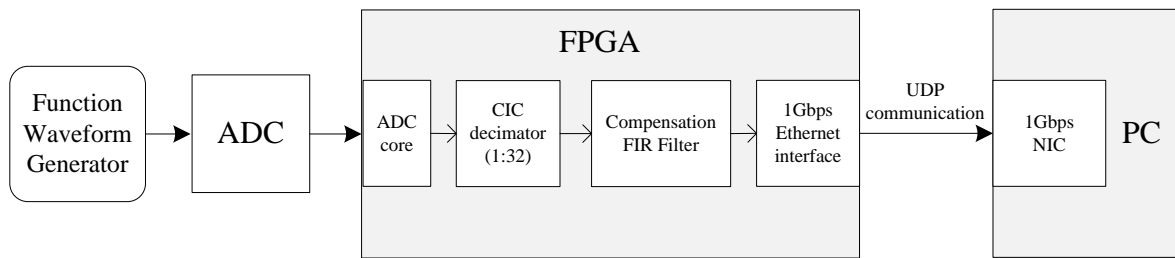 FPGA
Function
Waveform
Generator
ADC
ADC
core
CIC
decimator
(1:32)
Compensation
FIR Filter
1Gbps
Ethernet
interface
UDP
communication
1Gbps
NIC
PC